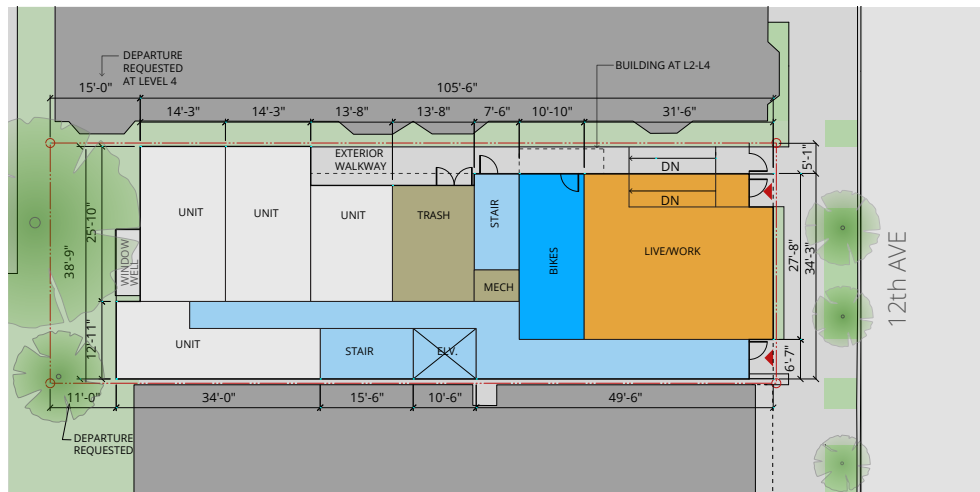 DEPARTURE
REQUESTED
AT LEVEL 4
BUILDING AT L2-L4
15'-0"
105'-6"
14'-3"
14'-3"
13'-8"
13'-8"
7'-6"
10'-10"
31'-6"
EXTERIOR
WALKWAY
DN
5'-1"
DN
UNIT
UNIT
UNIT
TRASH
STAIR
BIKES
LIVE/WORK
25'-10"
38'-9"
WINDOW
WELL
MECH
27'-8"
34'-3"
12th AVE
12'-11"
UNIT
STAIR
ELV.
6'-7"
11'-0"
34'-0"
15'-6"
10'-6"
49'-6"
DEPARTURE
REQUESTED